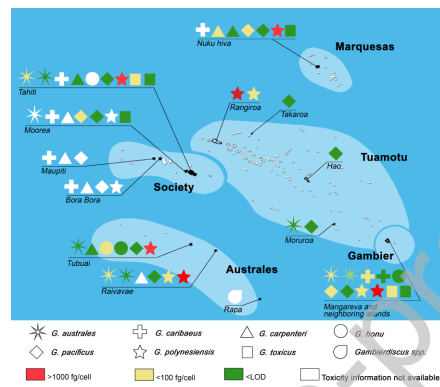 Nuku hiva
Marquesas
Tahiti
Rangiroa
Takaroa
Moorea
Tuamotu
Hao
Maupiti
Society
Bora Bora
Moruroa
Gambier
Tubuai
Australes
Raivavae
Rapa
Mangareva and
neighboring islands
G. australes
G. caribaeus
G. carpenteri
G. honu
G. pacificus
G. polynesiensis
G. toxicus
Gambierdiscus spp.
>1000 fg/cell
<100 fg/cell
<LOD
Toxicity information not available